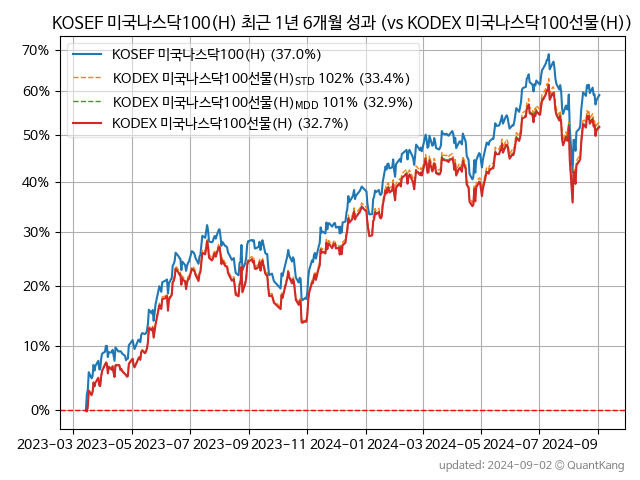 KOSEF 미국나스닥100(H) 최근 1년 6개월 성과 (vs KODEX 미국나스닥100선물(H))
KOSEF 미국나스닥100(H) (37.0%)
KODEX 미국나스닥100선물(H)STD 102% (33.4%)
KODEX 미국나스닥100선물(H)MDD 101% (32.9%)
KODEX 미국나스닥100선물(H) (32.7%)
70%
60%
50%
40%
30%
20%
10%
0%
2023-03 2023-05 2023-07 2023-09 2023-11 2024-01 2024-03 2024-05 2024-07 2024-09
updated: 2024-09-02 © QuantKang